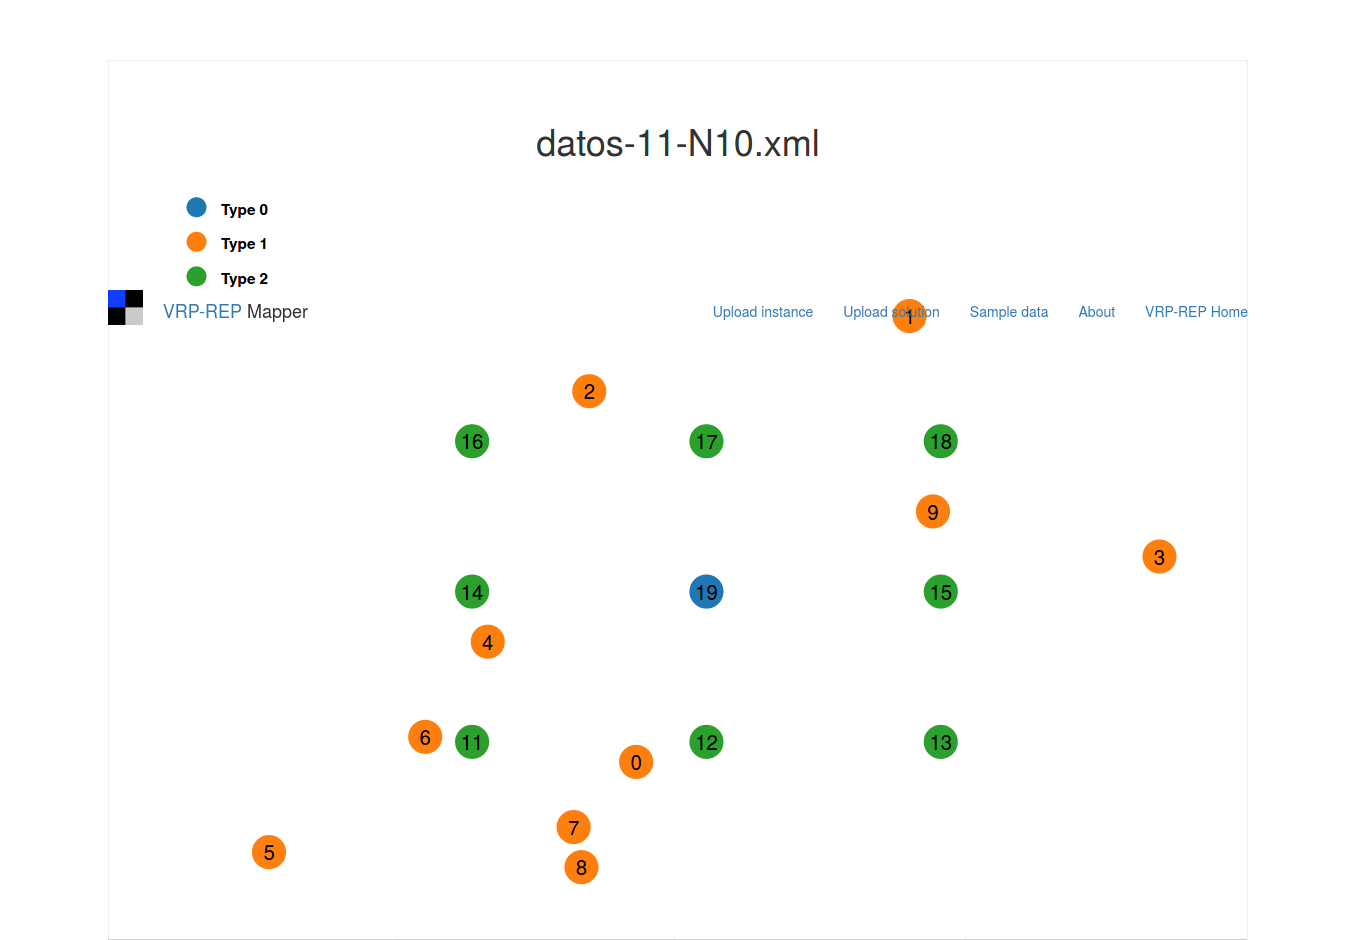 datos-11-N10.xml
Type 0
Type 1
Type 2
VRP-REP Mapper Upload instance Upload solution Sample data About VRP-REP Home
1
2
16 17 18
9
3
14 19 15
4
6 11 12 13
0
7
5
8